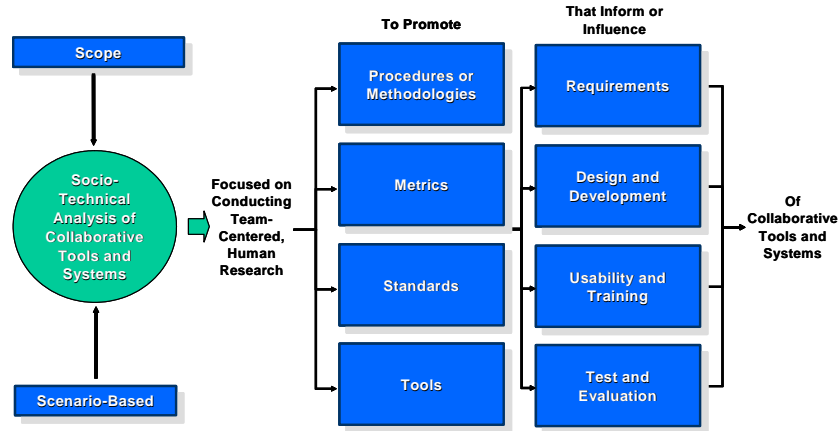 Scope
Socio-
Technical
Analysis of
Collaborative
Tools and
Systems
Scenario-Based
Focused on
Conducting
Team-
Centered,
Human
Research
To Promote
Procedures or
Methodologies
Metrics
Standards
Tools
That Inform or
Influence
Requirements
Design and
Development
Usability and
Training
Test and
Evaluation
Of
Collaborative
Tools and
Systems